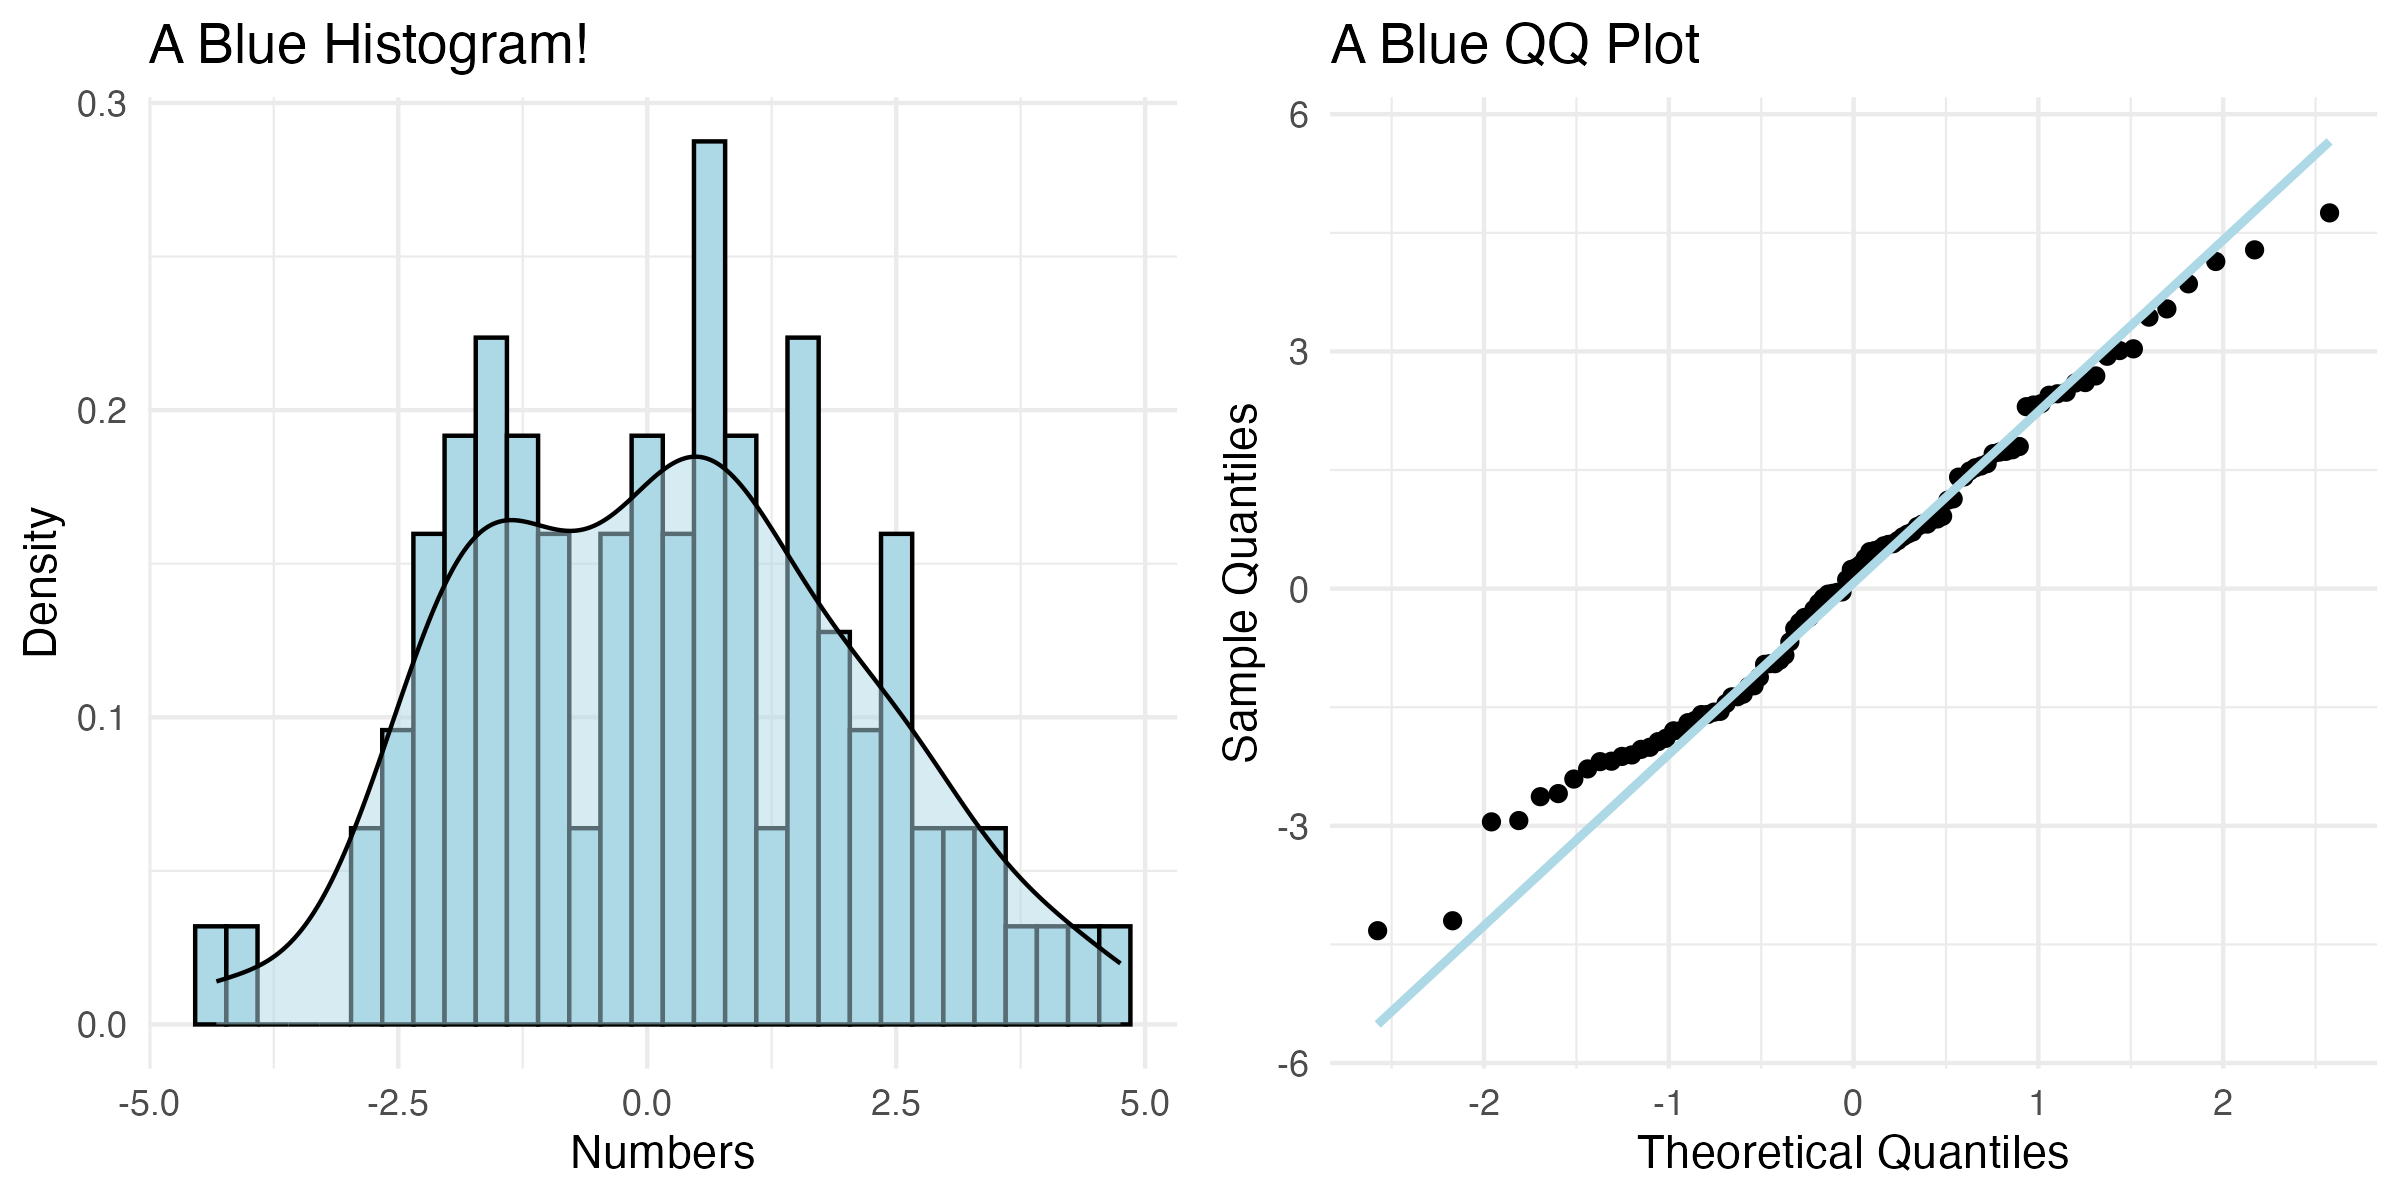 A Blue Histogram!
0.3
0.2
0.1
0.0
Density
-5.0 -2.5 0.0 2.5 5.0
Numbers
A Blue QQ Plot
6
3
0
-3
-6
Sample Quantiles
-2 -1 0 1 2
Theoretical Quantiles